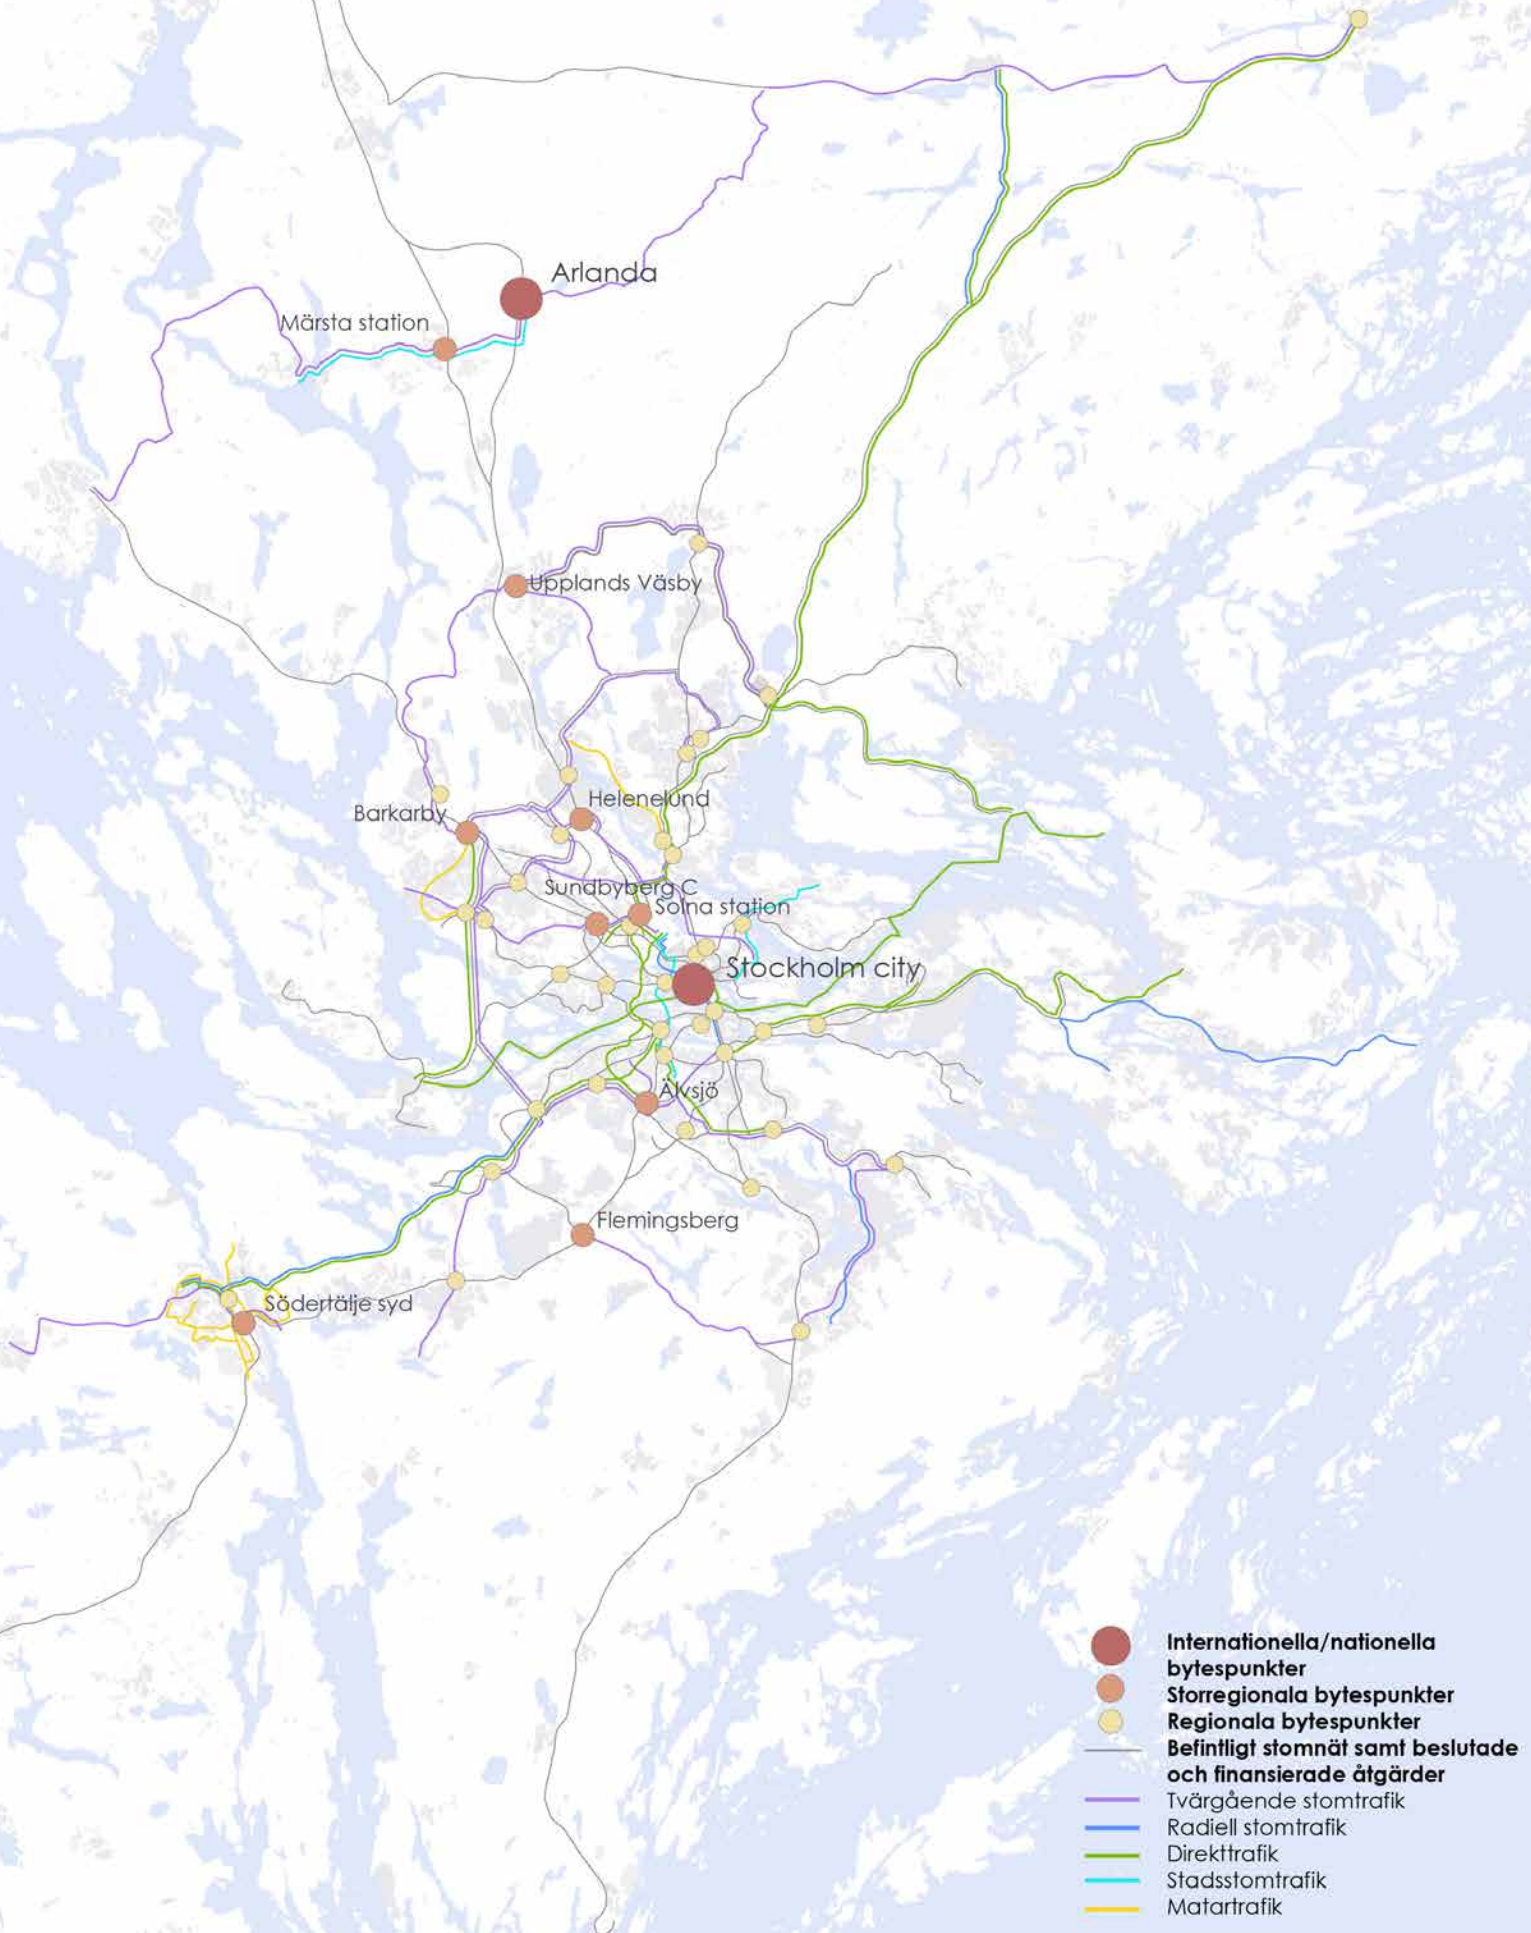 Arlanda
Märsta station
Upplands Väsby
Helenelund
Barkarby
Sundbyberg C
Solna station
Stockholm city
Älvsjö
Flemingsberg
Södertälje syd
Internationella/nationella
bytespunkter
Storregionala bytespunkter
Regionala bytespunkter
Befintligt stomnät samt beslutade
och finansierade åtgärder
Tvärgående stomtrafik
Radiell stomtrafik
Direkttrafik
Stadsstomtrafik
Matartrafik